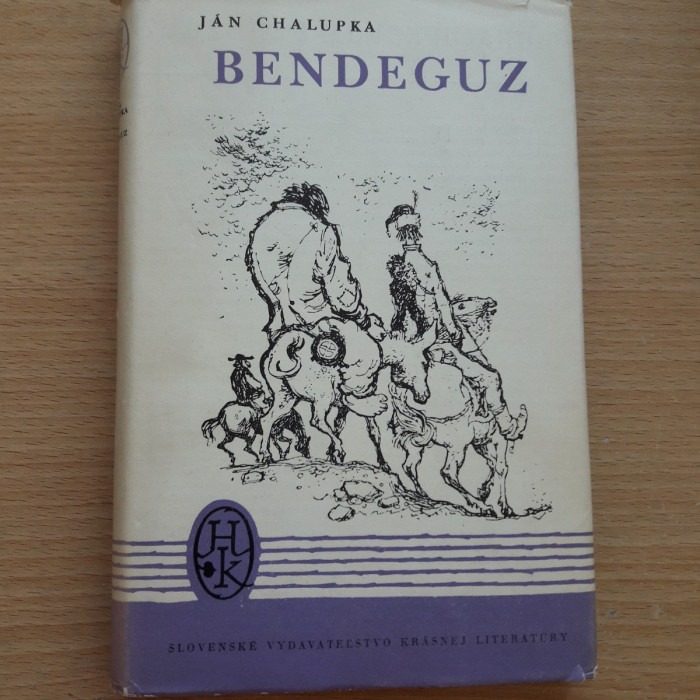 JÁN CHALUPKA
BENDEGUZ
HK
SLOVENSKÉ VYDAVATEĽSTVO KRÁSNEJ LITERATÚRY